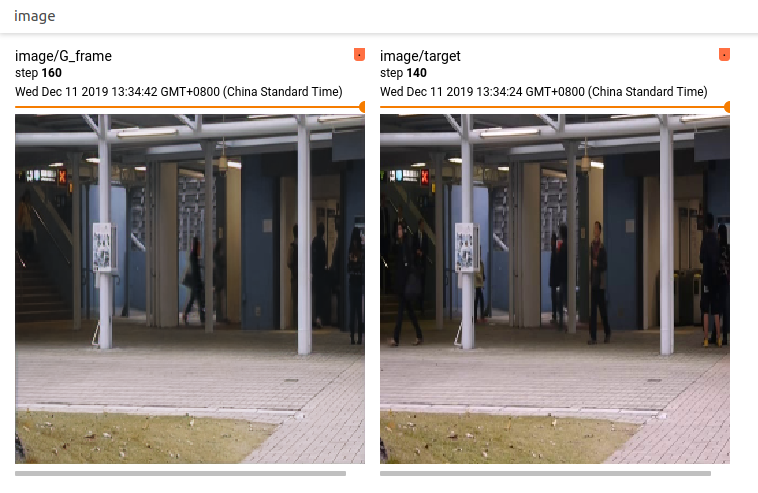 image
image/G_frame
step 160
Wed Dec 11 2019 13:34:42 GMT+0800 (China Standard Time)
image/target
step 140
Wed Dec 11 2019 13:34:24 GMT+0800 (China Standard Time)